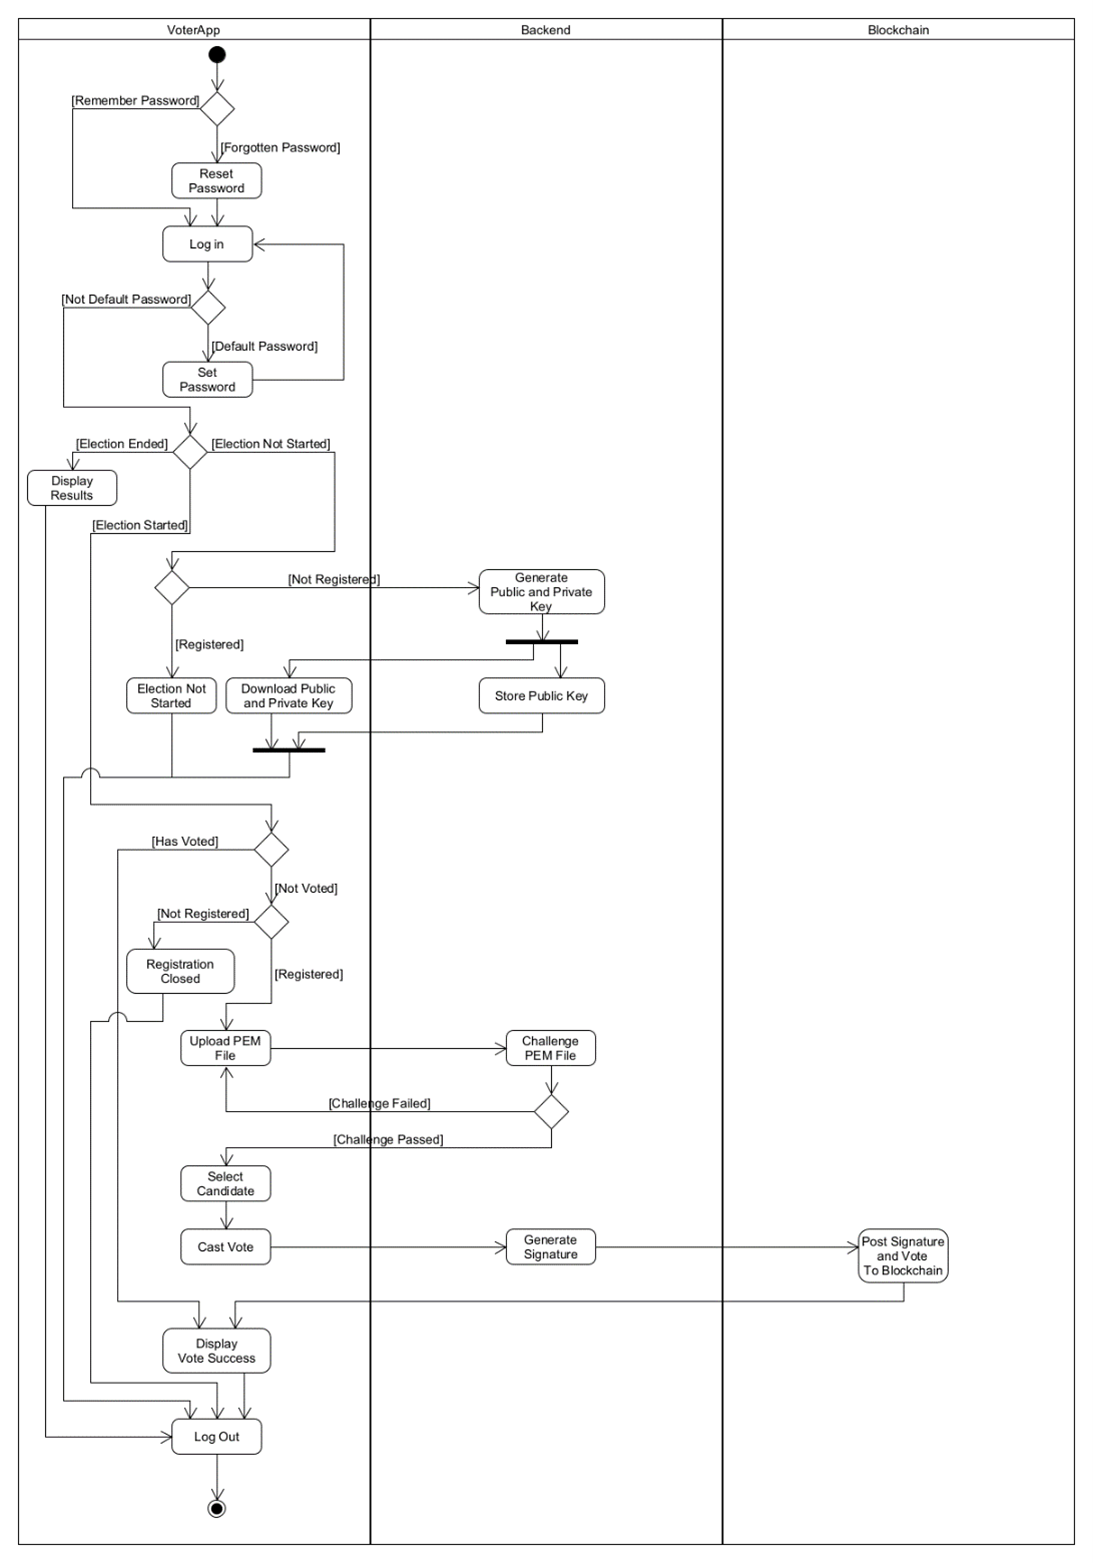 VoterApp
Backend
Blockchain
[Remember Password]
[Forgotten Password]
Reset
Password
Log in
[Not Default Password]
[Default Password]
Set
Password
[Election Ended]
[Election Not Started]
Display
Results
[Election Started]
[Not Registered]
Generate
Public and Private
Key
[Registered]
Election Not
Started
Download Public
and Private Key
Store Public Key
[Has Voted]
[Not Voted]
[Not Registered]
Registration
Closed
[Registered]
Upload PEM
File
Challenge
PEM File
[Challenge Failed]
[Challenge Passed]
Select
Candidate
Cast Vote
Generate
Signature
Post Signature
and Vote
To Blockchain
Display
Vote Success
Log Out